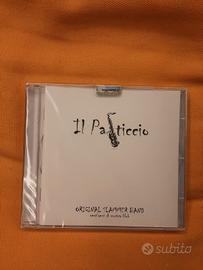 Il Pasticcio
ORIGINAL SLAMMER BAND
subito